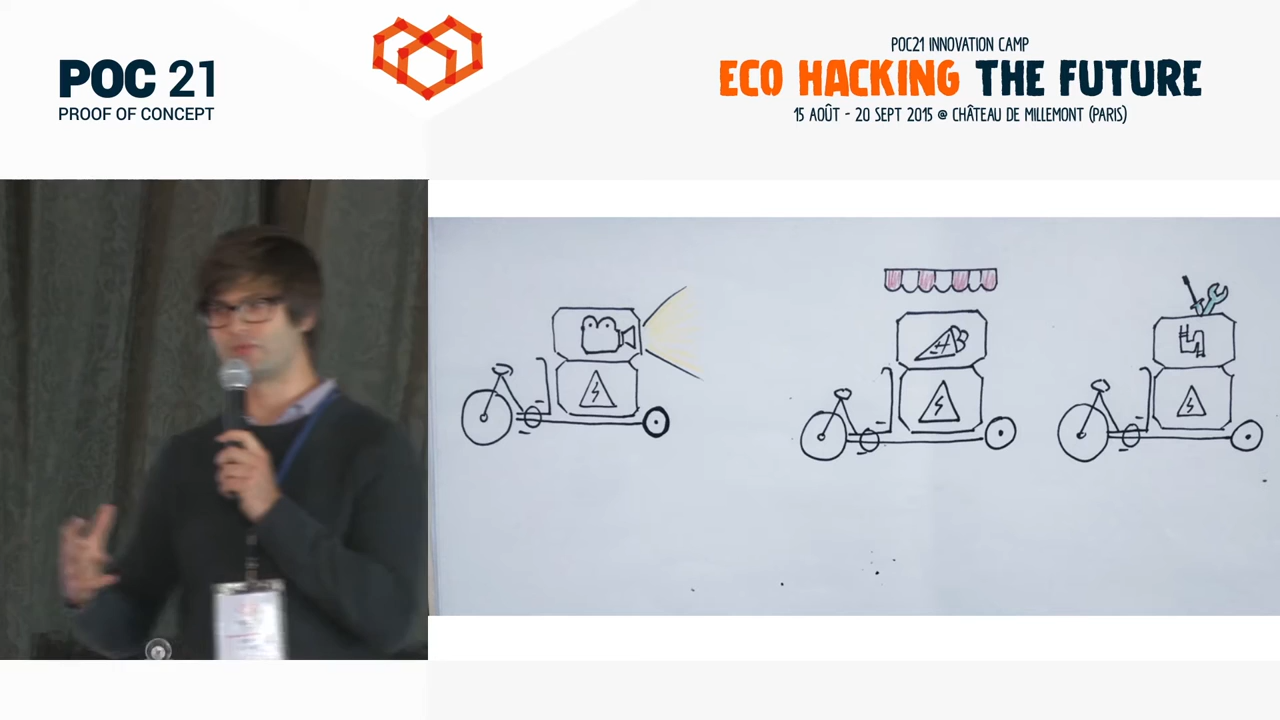 POC 21
PROOF OF CONCEPT
POC21 INNOVATION CAMP
ECO HACKING THE FUTURE
15 AOÛT - 20 SEPT 2015 @ CHÂTEAU DE MILLEMONT (PARIS)